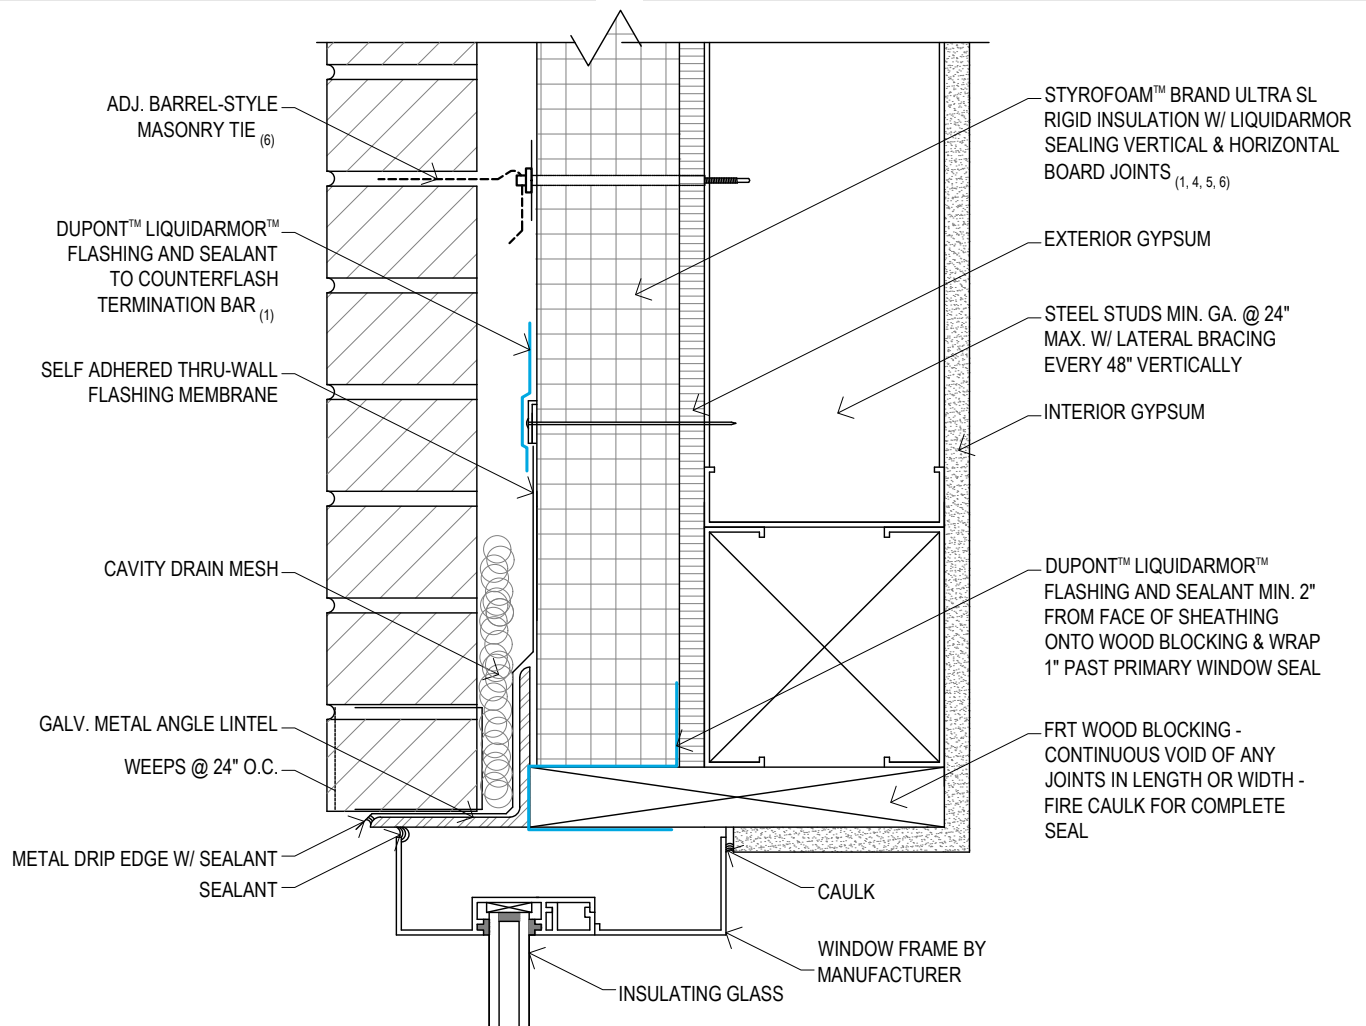 ADJ. BARREL-STYLE
MASONRY TIE (6)
DUPONT™ LIQUIDARMOR™
FLASHING AND SEALANT
TO COUNTERFLASH
TERMINATION BAR (1)
SELF ADHERED THRU-WALL
FLASHING MEMBRANE
CAVITY DRAIN MESH
GALV. METAL ANGLE LINTEL
WEEPS @ 24" O.C.
METAL DRIP EDGE W/ SEALANT
SEALANT
STYROFOAM™ BRAND ULTRA SL
RIGID INSULATION W/ LIQUIDARMOR
SEALING VERTICAL & HORIZONTAL
BOARD JOINTS (1, 4, 5, 6)
EXTERIOR GYPSUM
STEEL STUDS MIN. GA. @ 24"
MAX. W/ LATERAL BRACING
EVERY 48" VERTICALLY
INTERIOR GYPSUM
DUPONT™ LIQUIDARMOR™
FLASHING AND SEALANT MIN. 2"
FROM FACE OF SHEATHING
ONTO WOOD BLOCKING & WRAP
1" PAST PRIMARY WINDOW SEAL
FRT WOOD BLOCKING -
CONTINUOUS VOID OF ANY
JOINTS IN LENGTH OR WIDTH -
FIRE CAULK FOR COMPLETE
SEAL
CAULK
WINDOW FRAME BY
MANUFACTURER
INSULATING GLASS